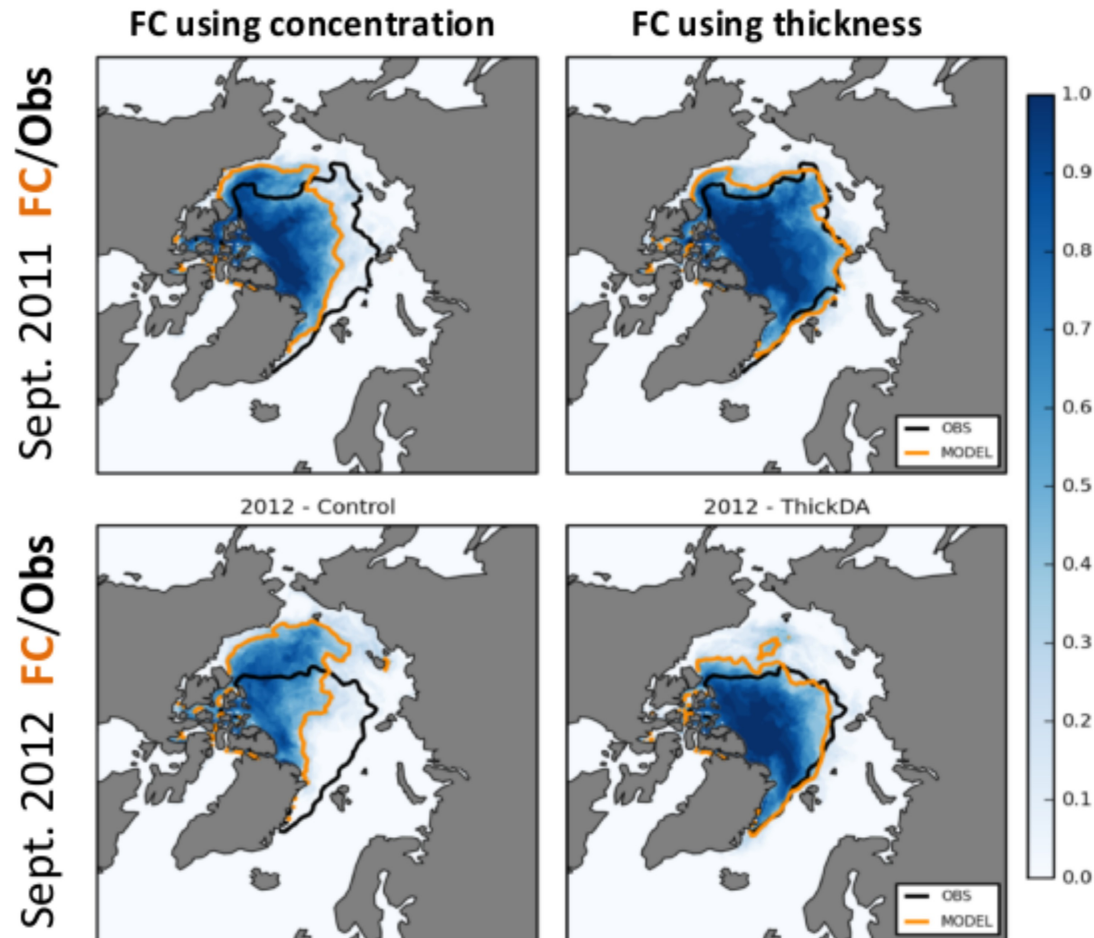 FC using concentration
FC using thickness
Sept. 2011 FC/Obs
OBS
MODEL
1.0
0.9
0.8
0.7
0.6
0.5
0.4
0.3
0.2
0.1
0.0
2012 - Control
2012 - ThickDA
Sept. 2012 FC/Obs
OBS
MODEL